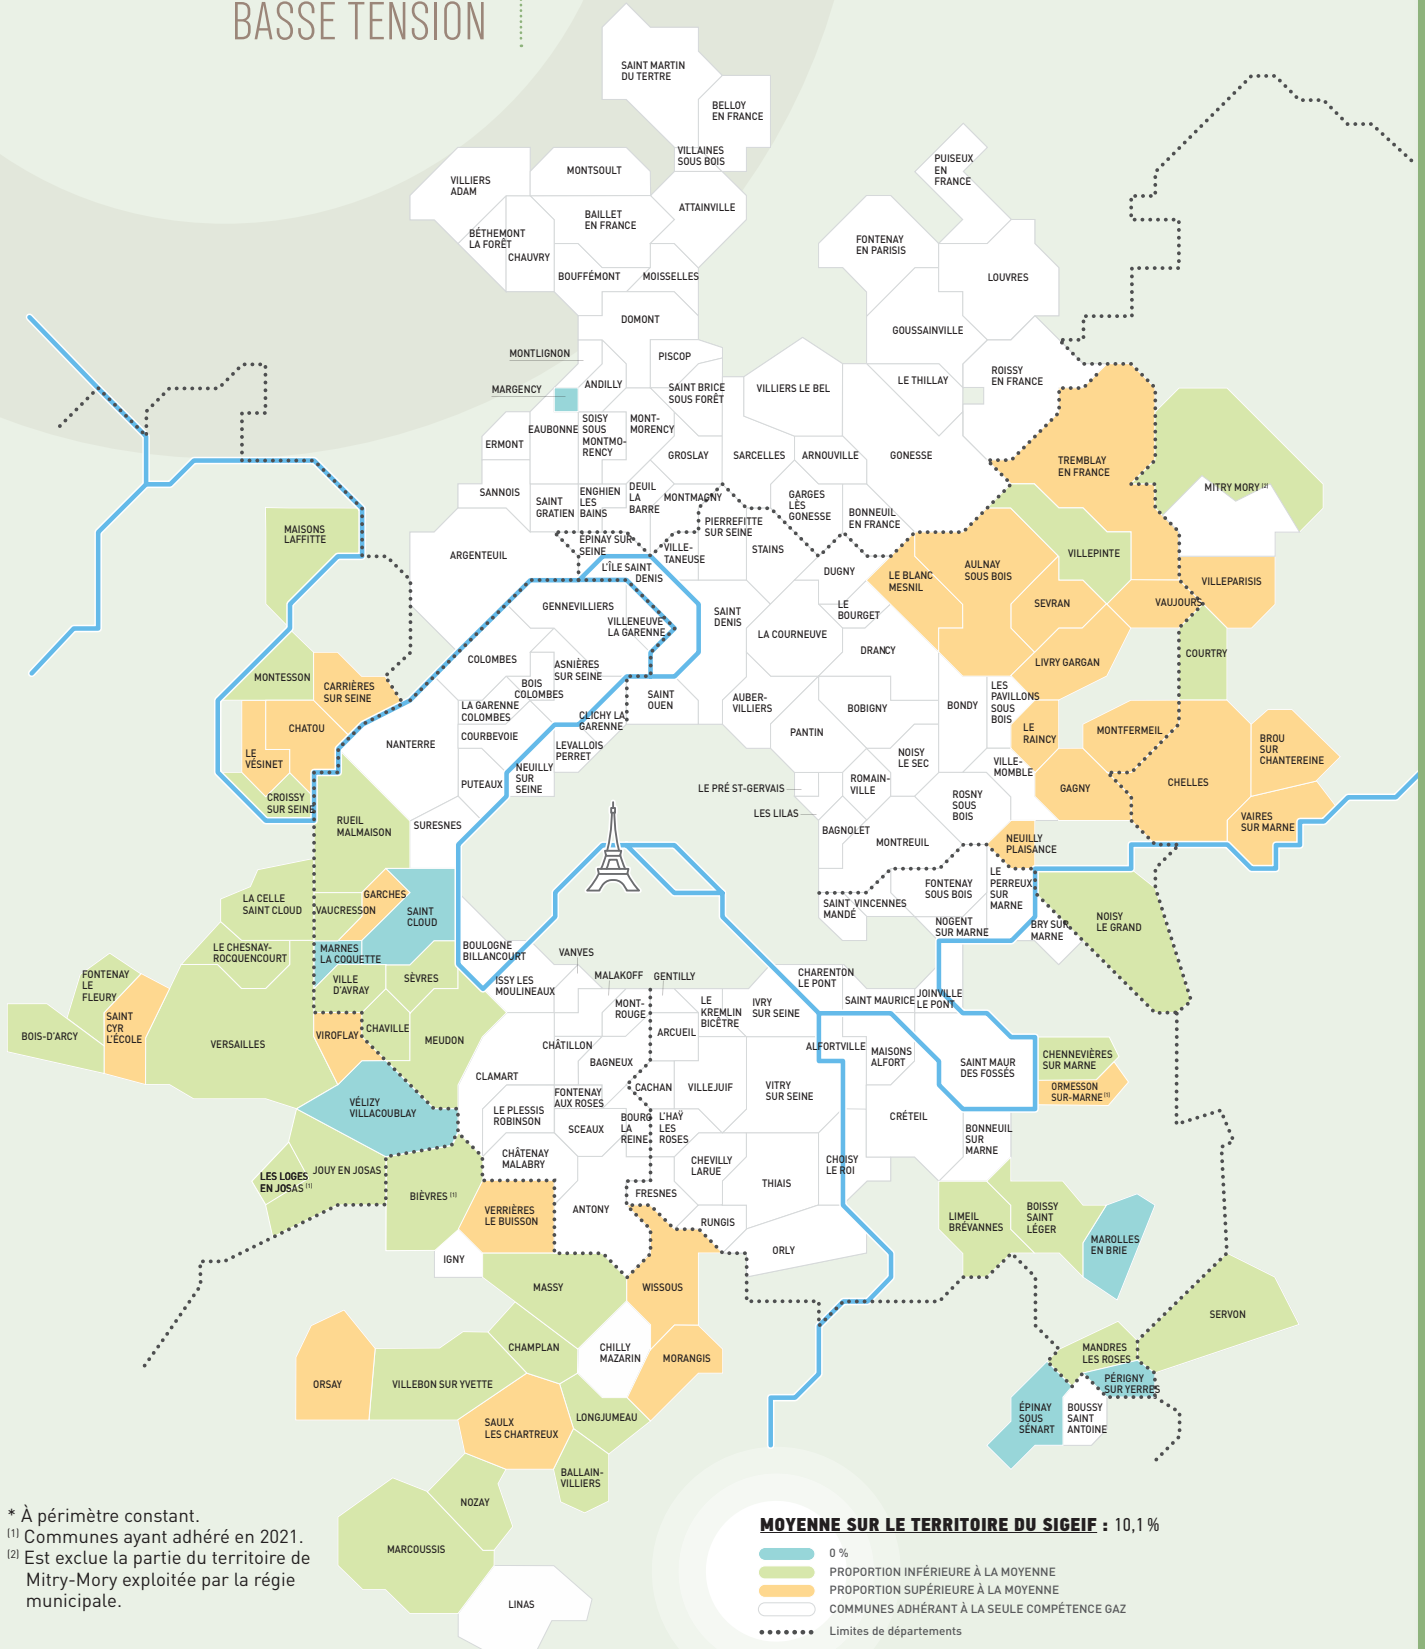 BASSE TENSION
SAINT MARTIN
DU TERTRE
BELLOY
EN FRANCE
VILLAINES
SOUS BOIS
PUISEUX
EN
FRANCE
MONTSOULT
VILLIERS
ADAM
ATTAINVILLE
BAILLET
EN FRANCE
BÉTHEMONT
LA FORÊT
CHAUVRY
FONTENAY
EN PARISIS
BOUFFÉMONT
MOISSELLES
LOUVRES
DOMONT
GOUSSAINVILLE
MONTLIGNON
PISCOP
ROISSY
EN FRANCE
LE THILLAY
MARGENCY
ANDILLY
SAINT BRICE
SOUS FORÊT
VILLIERS LE BEL
EAUBONNE
SOISY
SOUS
MONTMO-
RENCY
MONT-
MORENCY
ERMONT
GROSLAY
SARCELLES
ARNOUVILLE
GONESSE
TREMBLAY
EN FRANCE
MITRY MORY (2)
SANNOIS
SAINT
GRATIEN
ENGHIEN
LES
BAINS
DEUIL
LA
BARRE
MONTMAGNY
GARGES
LÈS
GONESSE
BONNEUIL
EN FRANCE
PIERREFITTE
SUR SEINE
MAISONS
LAFFITTE
ARGENTEUIL
ÉPINAY SUR
SEINE
VILLE-
TANEUSE
STAINS
VILLEPINTE
L'ÎLE SAINT
DENIS
DUGNY
LE BLANC
MESNIL
AULNAY
SOUS BOIS
VILLEPARISIS
GENNEVILLIERS
VILLENEUVE
LA GARENNE
SAINT
DENIS
LE
BOURGET
SEVRAN
VAUJOURS
LA COURNEUVE
DRANCY
LIVRY GARGAN
COURTRY
COLOMBES
ASNIÈRES
SUR SEINE
MONTESSON
CARRIÈRES
SUR SEINE
BOIS
COLOMBES
SAINT
OUEN
AUBER-
VILLIERS
BOBIGNY
BONDY
LES
PAVILLONS
SOUS
BOIS
LA GARENNE
COLOMBES
CLICHY LA
GARENNE
CHATOU
COURBEVOIE
PANTIN
LE
RAINCY
MONTFERMEIL
BROU
SUR
CHANTEREINE
NANTERRE
LEVALLOIS
PERRET
NOISY
LE SEC
VILLE-
MOMBLE
LE
VÉSINET
NEUILLY
SUR
SEINE
PUTEAUX
ROMAIN-
VILLE
GAGNY
CHELLES
LE PRÉ ST-GERVAIS
CROISSY
SUR SEINE
ROSNY
SOUS
BOIS
LES LILAS
RUEIL
MALMAISON
SURESNES
BAGNOLET
MONTREUIL
NEUILLY
PLAISANCE
VAIRES
SUR MARNE
LA CELLE
SAINT CLOUD
GARCHES
VAUCRESSON
SAINT
CLOUD
FONTENAY
SOUS BOIS
LE
PERREUX
SUR
MARNE
SAINT
MANDÉ
VINCENNES
NOGENT
SUR MARNE
BRY SUR
MARNE
NOISY
LE GRAND
LE CHESNAY-
ROCQUENCOURT
MARNES
LA COQUETTE
BOULOGNE
BILLANCOURT
VANVES
FONTENAY
LE
FLEURY
VILLE
D'AVRAY
SÈVRES
ISSY LES
MOULINEAUX
MALAKOFF
GENTILLY
CHARENTON
LE PONT
SAINT MAURICE
JOINVILLE
LE PONT
SAINT
CYR
L'ÉCOLE
MONT-
ROUGE
LE
KREMLIN
BICÊTRE
IVRY
SUR SEINE
BOIS-D'ARCY
VERSAILLES
VIROFLAY
CHAVILLE
MEUDON
CHÂTILLON
ARCUEIL
ALFORTVILLE
MAISONS
ALFORT
BAGNEUX
SAINT MAUR
DES FOSSÉS
CHENNEVIÈRES
SUR MARNE
ORMESSON
SUR-MARNE (1)
CLAMART
CACHAN
VILLEJUIF
VITRY
SUR SEINE
VÉLIZY
VILLACOUBLAY
FONTENAY
AUX ROSES
LE PLESSIS
ROBINSON
SCEAUX
BOURG
LA
REINE
L'HAŸ
LES
ROSES
CRÉTEIL
BONNEUIL
SUR
MARNE
CHÂTENAY
MALABRY
CHEVILLY
LARUE
CHOISY
LE ROI
LES LOGES
EN JOSAS (1)
JOUY EN JOSAS
BIÈVRES (1)
THIAIS
FRESNES
VERRIÈRES
LE BUISSON
ANTONY
RUNGIS
LIMEIL
BRÉVANNES
BOISSY
SAINT
LÉGER
MAROLLES
EN BRIE
IGNY
ORLY
MASSY
WISSOUS
SERVON
CHAMPLAN
CHILLY
MAZARIN
MORANGIS
MANDRES
LES ROSES
ORSAY
VILLEBON SUR YVETTE
PÉRIGNY
SUR YERRES
SAULX
LES CHARTREUX
LONGJUMEAU
ÉPINAY
SOUS
SÉNART
BOUSSY
SAINT
ANTOINE
BALLAIN-
VILLIERS
NOZAY
MARCOUSSIS
LINAS
* À périmètre constant.
(1) Communes ayant adhéré en 2021.
(2) Est exclue la partie du territoire de
Mitry-Mory exploitée par la régie
municipale.
MOYENNE SUR LE TERRITOIRE DU SIGEIF : 10,1 %
0 %
PROPORTION INFÉRIEURE À LA MOYENNE
PROPORTION SUPÉRIEURE À LA MOYENNE
COMMUNES ADHÉRANT À LA SEULE COMPÉTENCE GAZ
Limites de départements